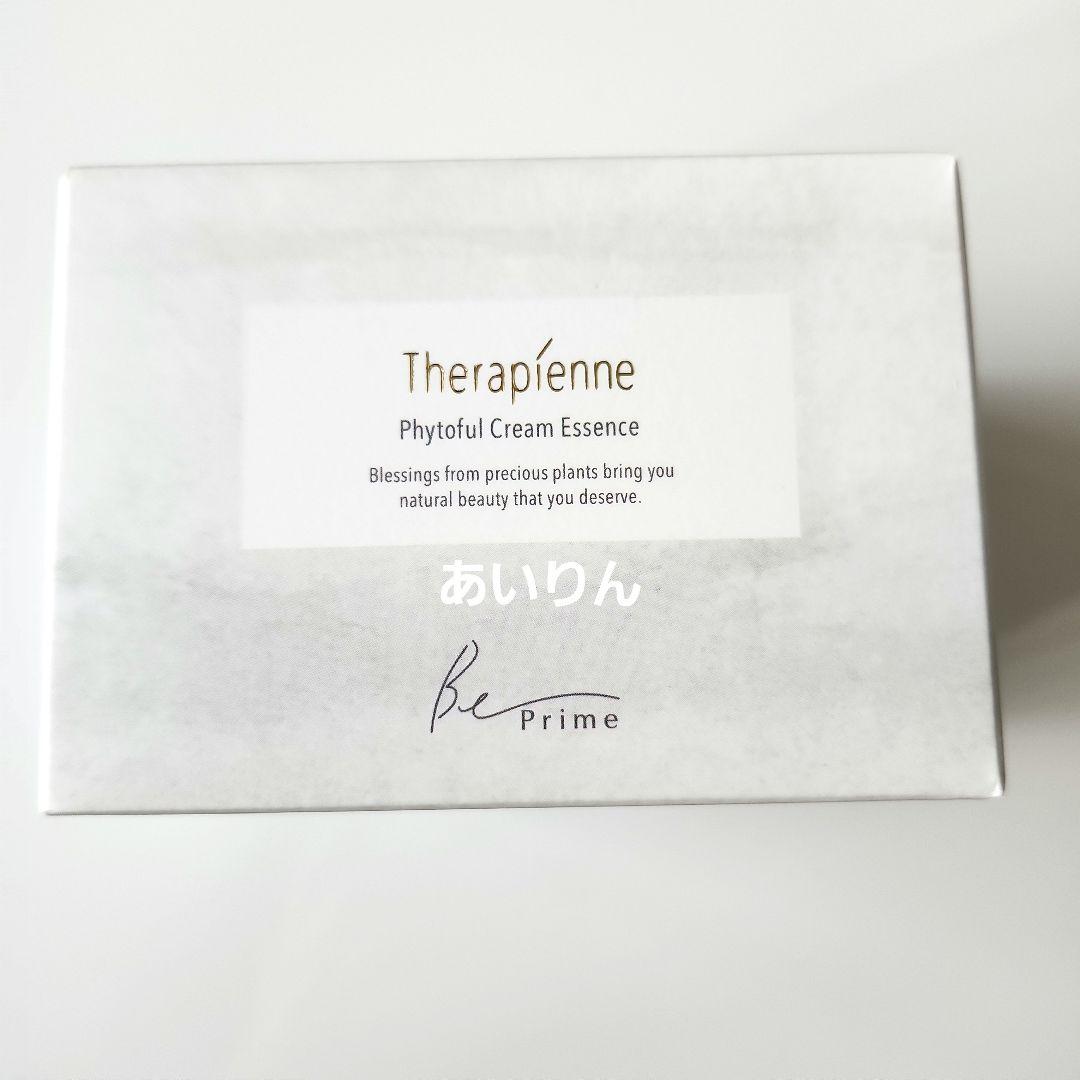 Therapíenne
Phytoful Cream Essence
Blessings from precious plants bring you
natural beauty that you deserve.
あいりん
Be
Prime